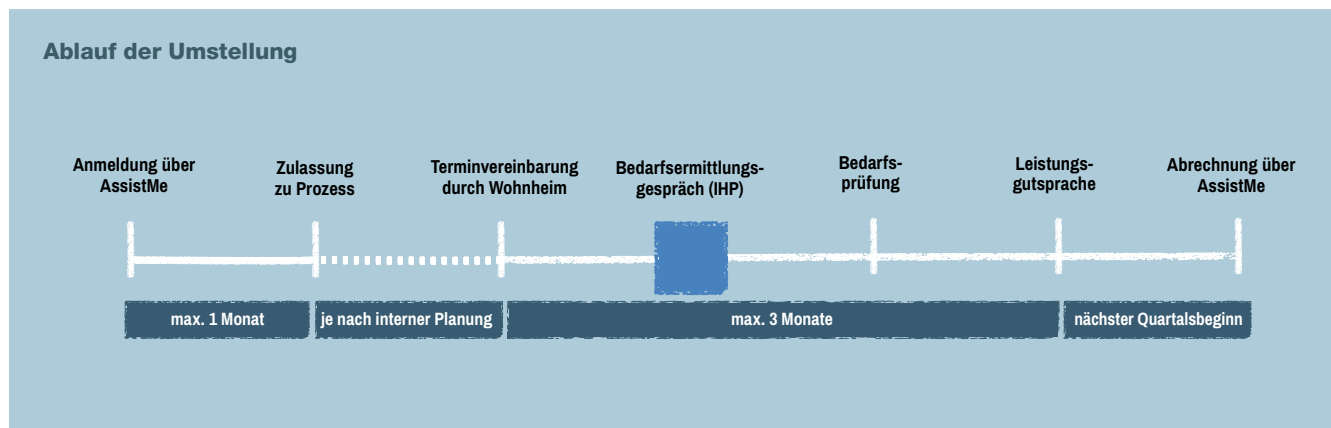 Ablauf der Umstellung
Anmeldung über
AssistMe
Zulassung
zu Prozess
Terminvereinbarung
durch Wohnheim
Bedarfsermittlungs-
gespräch (IHP)
Bedarfs-
prüfung
Leistungs-
gutsprache
Abrechnung über
AssistMe
max. 1 Monat
je nach interner Planung
max. 3 Monate
nächster Quartalsbeginn